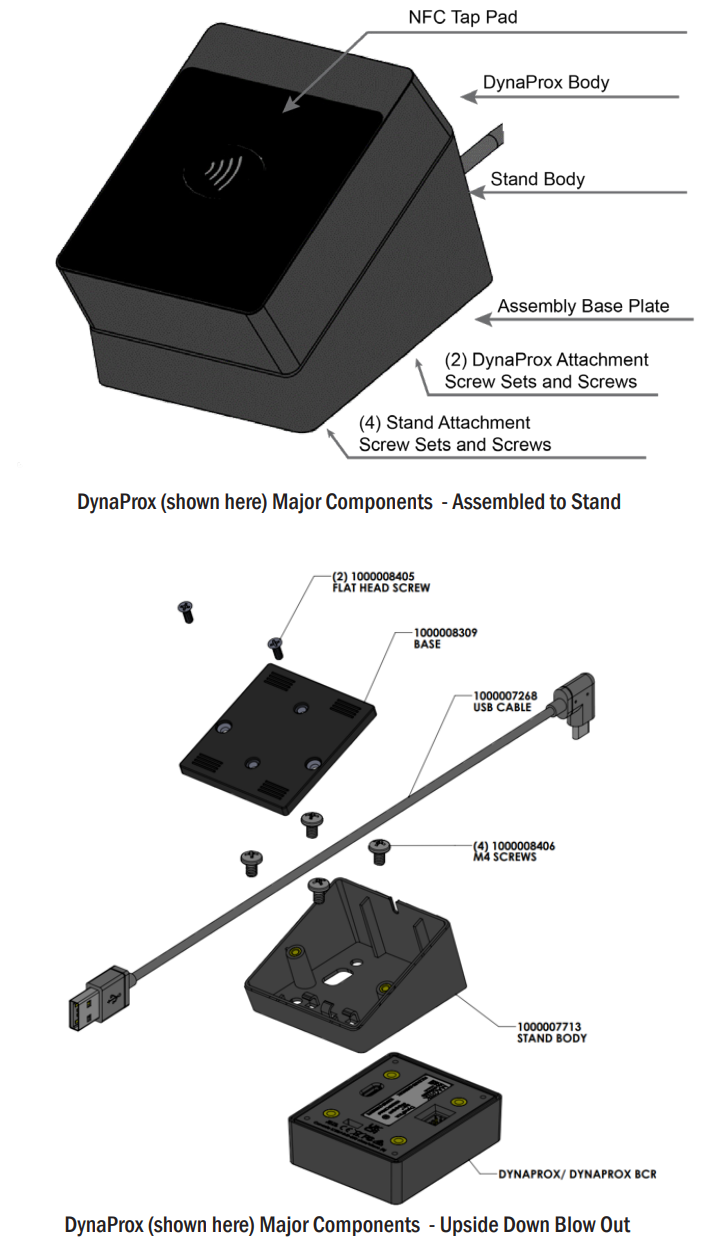 NFC Tap Pad
DynaProx Body
Stand Body
Assembly Base Plate
(2) DynaProx Attachment
Screw Sets and Screws
(4) Stand Attachment
Screw Sets and Screws
DynaProx (shown here) Major Components - Assembled to Stand
(2) 1000008405
FLAT HEAD SCREW
1000008309
BASE
1000007268
USB CABLE
(4) 1000008406
M4 SCREWS
1000007713
STAND BODY
DYNAPROX/ DYNAPROX BCR
DynaProx (shown here) Major Components - Upside Down Blow Out